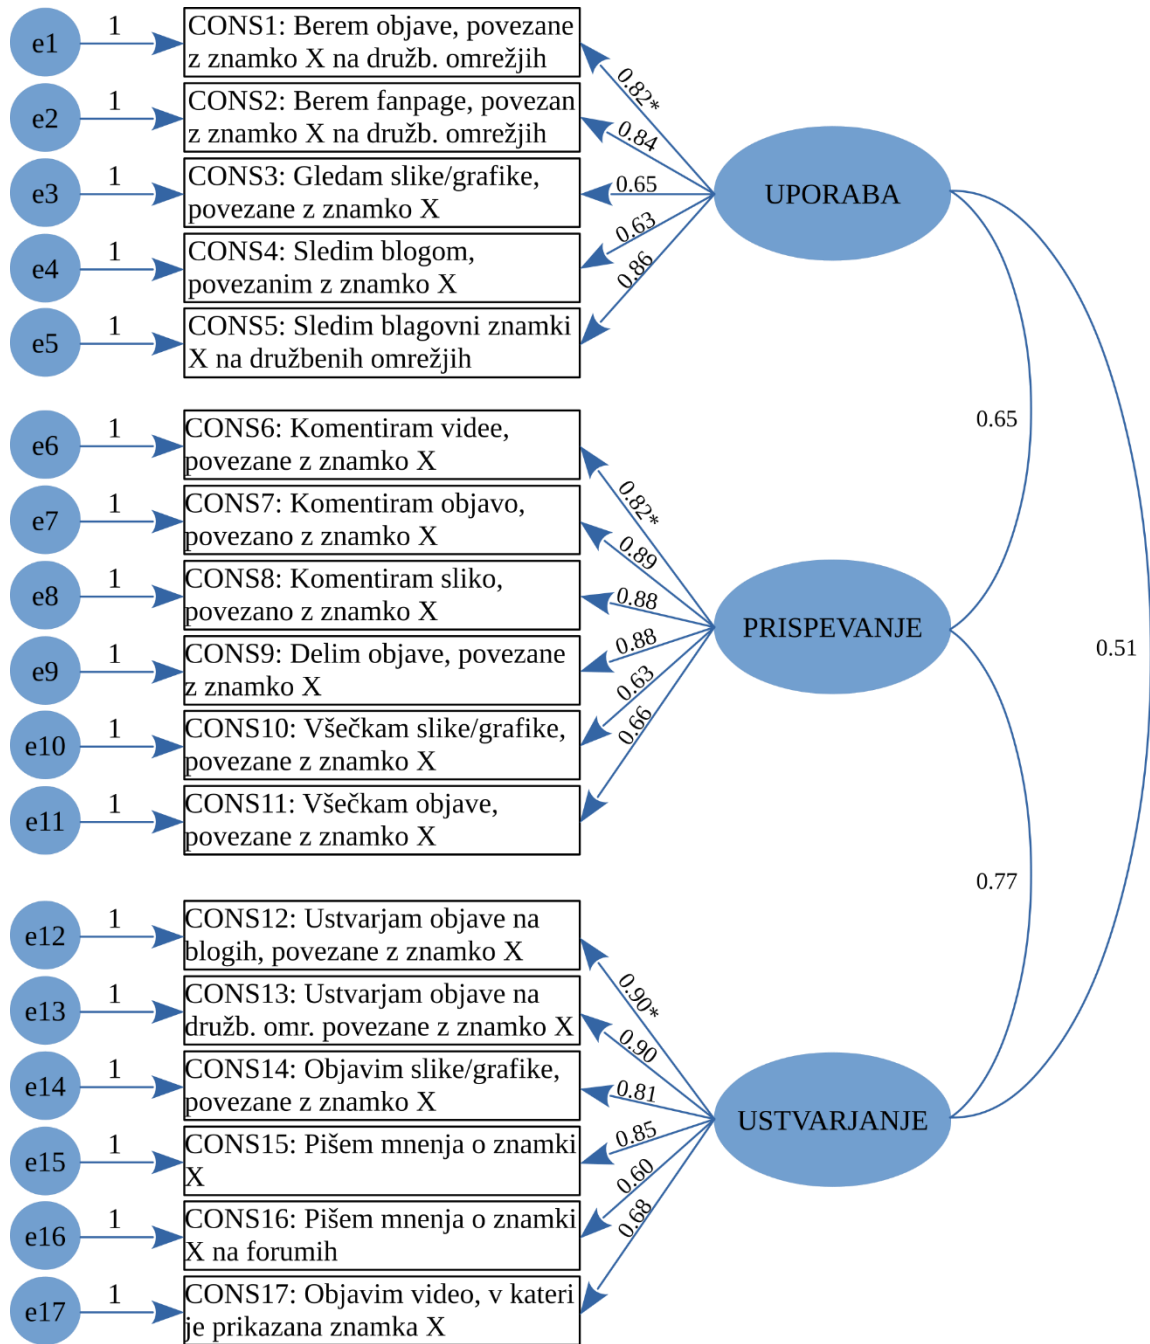 e1
1
CONS1: Berem objave, povezane
z znamko X na družb. omrežjih
0.82*
e2
1
CONS2: Berem fanpage, povezan
z znamko X na družb. omrežjih
0.84
e3
1
CONS3: Gledam slike/grafike,
povezane z znamko X
0.65
UPORABA
e4
1
CONS4: Sledim blogom,
povezanim z znamko X
0.63
e5
1
CONS5: Sledim blagovni znamki
X na družbenih omrežjih
0.86
0.65
e6
1
CONS6: Komentiram videe,
povezane z znamko X
0.82*
e7
1
CONS7: Komentiram objavo,
povezano z znamko X
0.89
e8
1
CONS8: Komentiram sliko,
povezano z znamko X
0.88
PRISPEVANJE
0.51
e9
1
CONS9: Delim objave, povezane
z znamko X
0.88
e10
1
CONS10: Všečkam slike/grafike,
povezane z znamko X
0.63
e11
1
CONS11: Všečkam objave,
povezane z znamko X
0.66
0.77
e12
1
CONS12: Ustvarjam objave na
blogih, povezane z znamko X
0.90*
e13
1
CONS13: Ustvarjam objave na
družb. omr. povezane z znamko X
0.90
e14
1
CONS14: Objavim slike/grafike,
povezane z znamko X
0.81
USTVARJANJE
e15
1
CONS15: Pišem mnenja o znamki
X
0.85
e16
1
CONS16: Pišem mnenja o znamki
X na forumih
0.60
e17
1
CONS17: Objavim video, v kateri
je prikazana znamka X
0.68